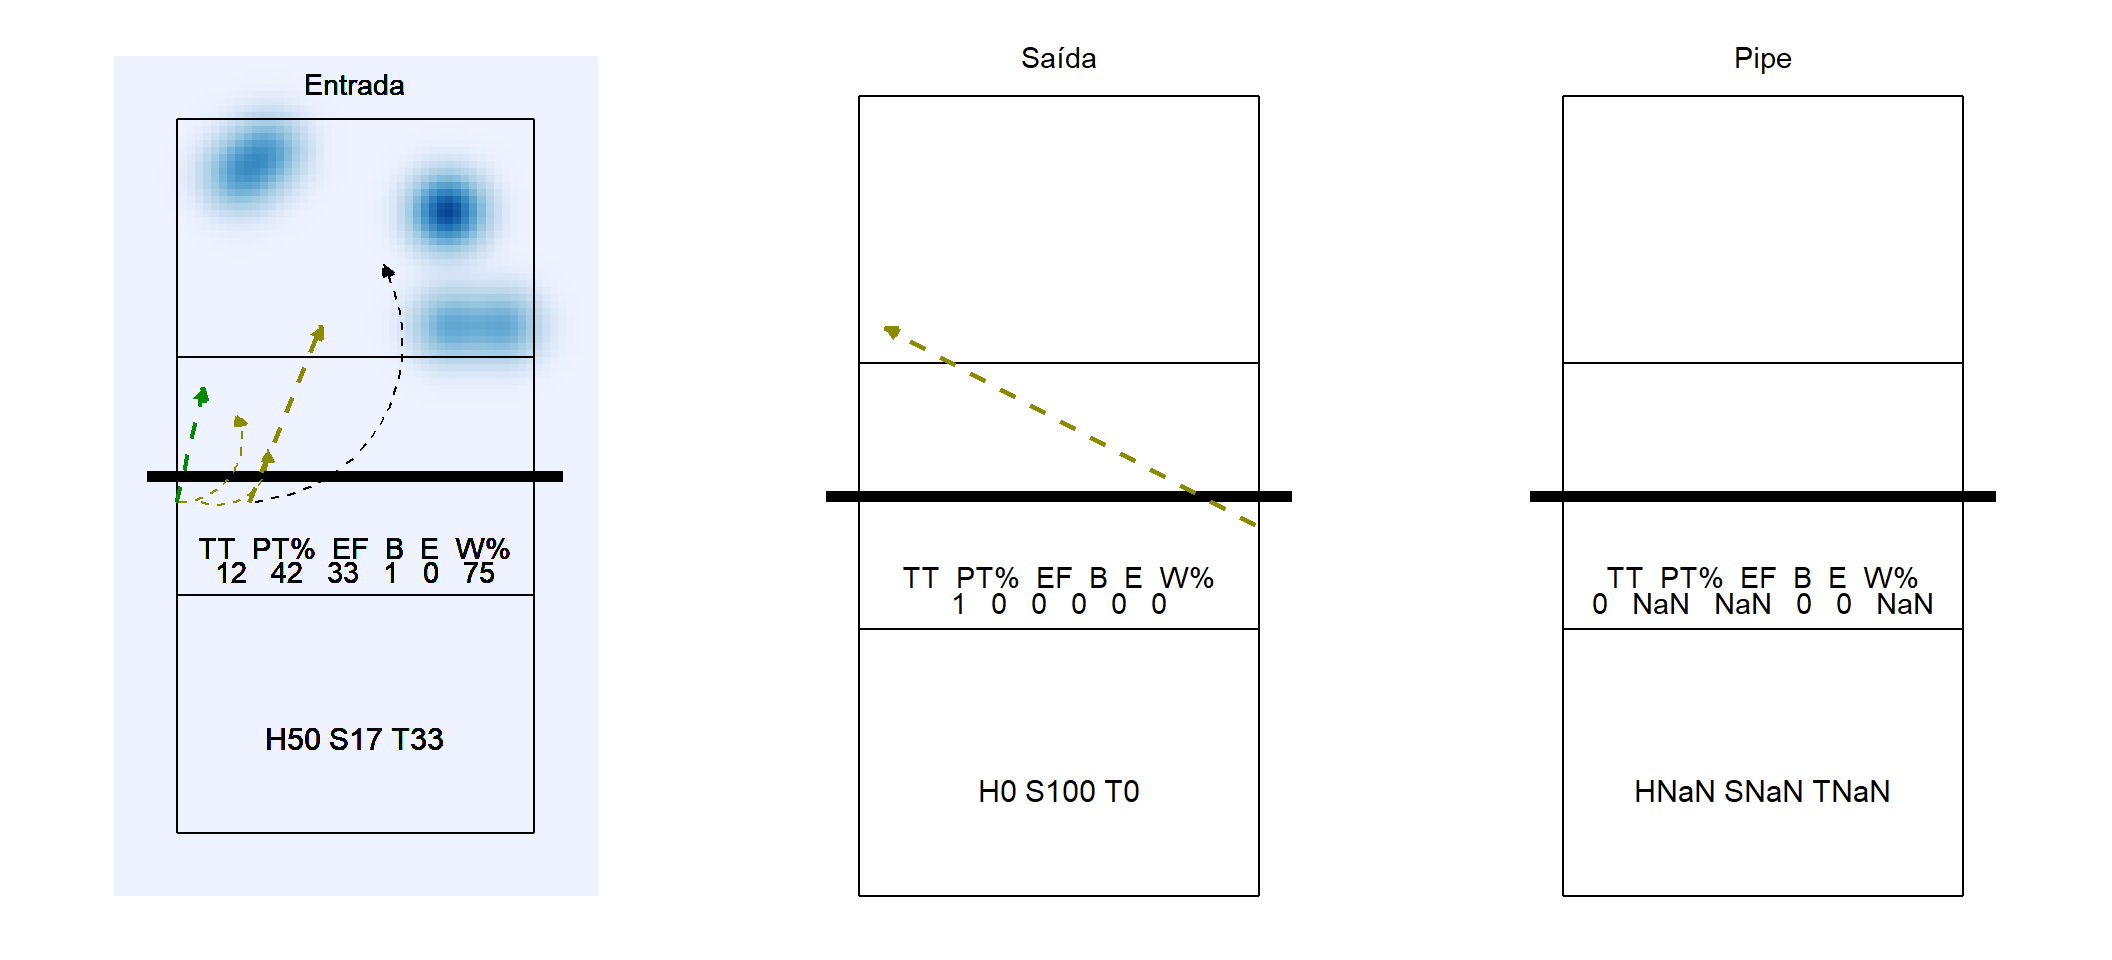 Entrada
TT PT% EF B E W%
12 42 33 1 0 75
H50 S17 T33
Saída
TT PT% EF B E W%
1 0 0 0 0 0
H0 S100 T0
Pipe
TT PT% EF B E W%
0 NaN NaN 0 0 NaN
HNaN SNaN TNaN